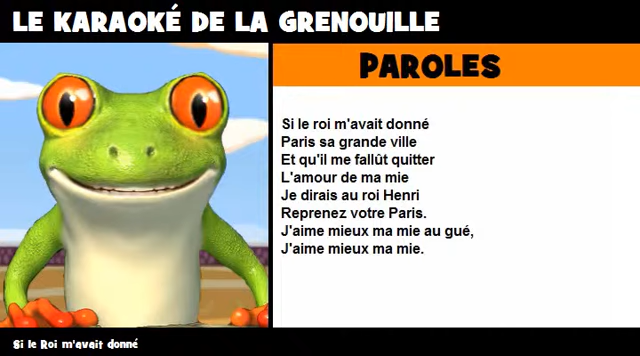 LE KARAOKÉ DE LA GRENOUILLE
PAROLES
Si le roi m'avait donné
Paris sa grande ville
Et qu'il me fallût quitter
L'amour de ma mie
Je dirais au roi Henri
Reprenez votre Paris.
J'aime mieux ma mie au gué,
J'aime mieux ma mie.
Si le Roi m'avait donné